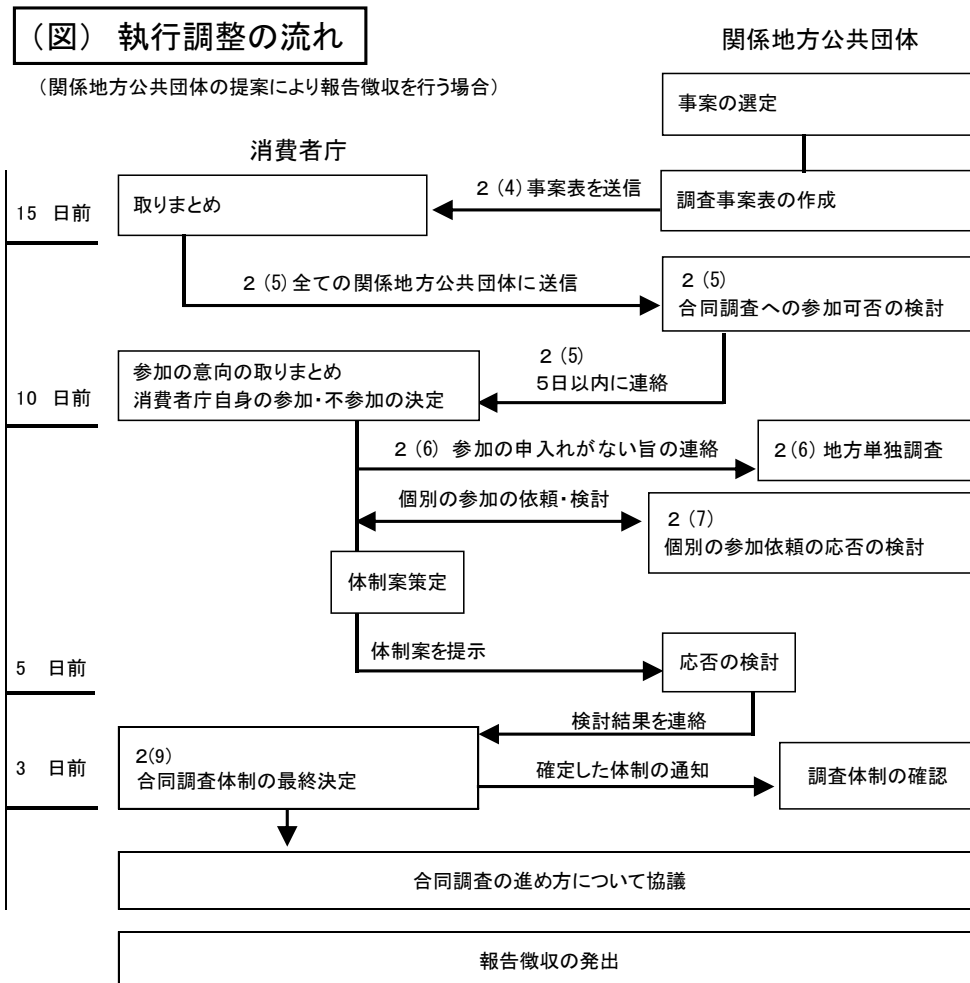 （図） 執行調整の流れ
関係地方公共団体
（関係地方公共団体の提案により報告徴収を行う場合）
事案の選定
消費者庁
15 日前
取りまとめ
２（４）事案表を送信
調査事案表の作成
２（５）全ての関係地方公共団体に送信
２（５）
合同調査への参加可否の検討
10 日前
参加の意向の取りまとめ
消費者庁自身の参加・不参加の決定
２（５）
５日以内に連絡
２（６） 参加の申入れがない旨の連絡
２（６）地方単独調査
個別の参加の依頼・検討
２（７）
個別の参加依頼の応否の検討
体制案策定
体制案を提示
5 日前
応否の検討
検討結果を連絡
3 日前
2(9)
合同調査体制の最終決定
確定した体制の通知
調査体制の確認
合同調査の進め方について協議
報告徴収の発出